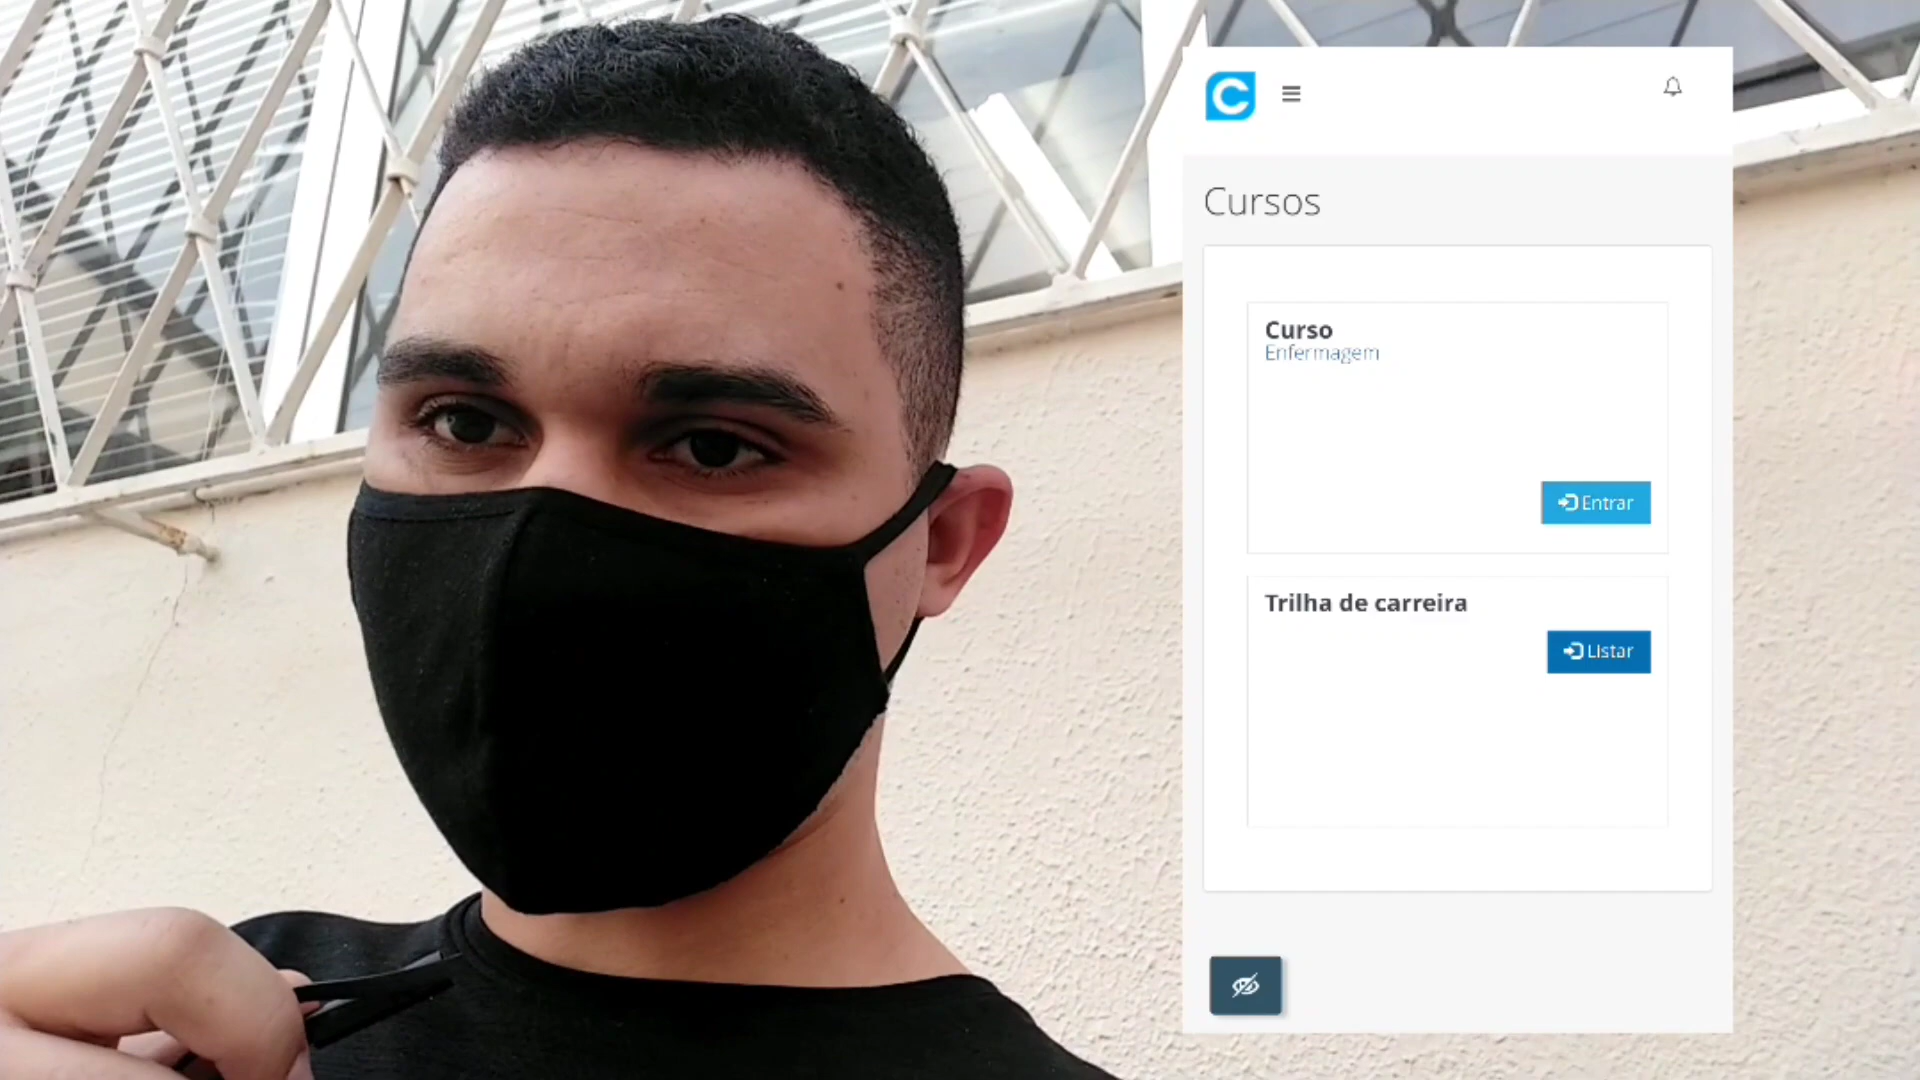 C
Cursos
Curso
Enfermagem
Entrar
Trilha de carreira
Listar